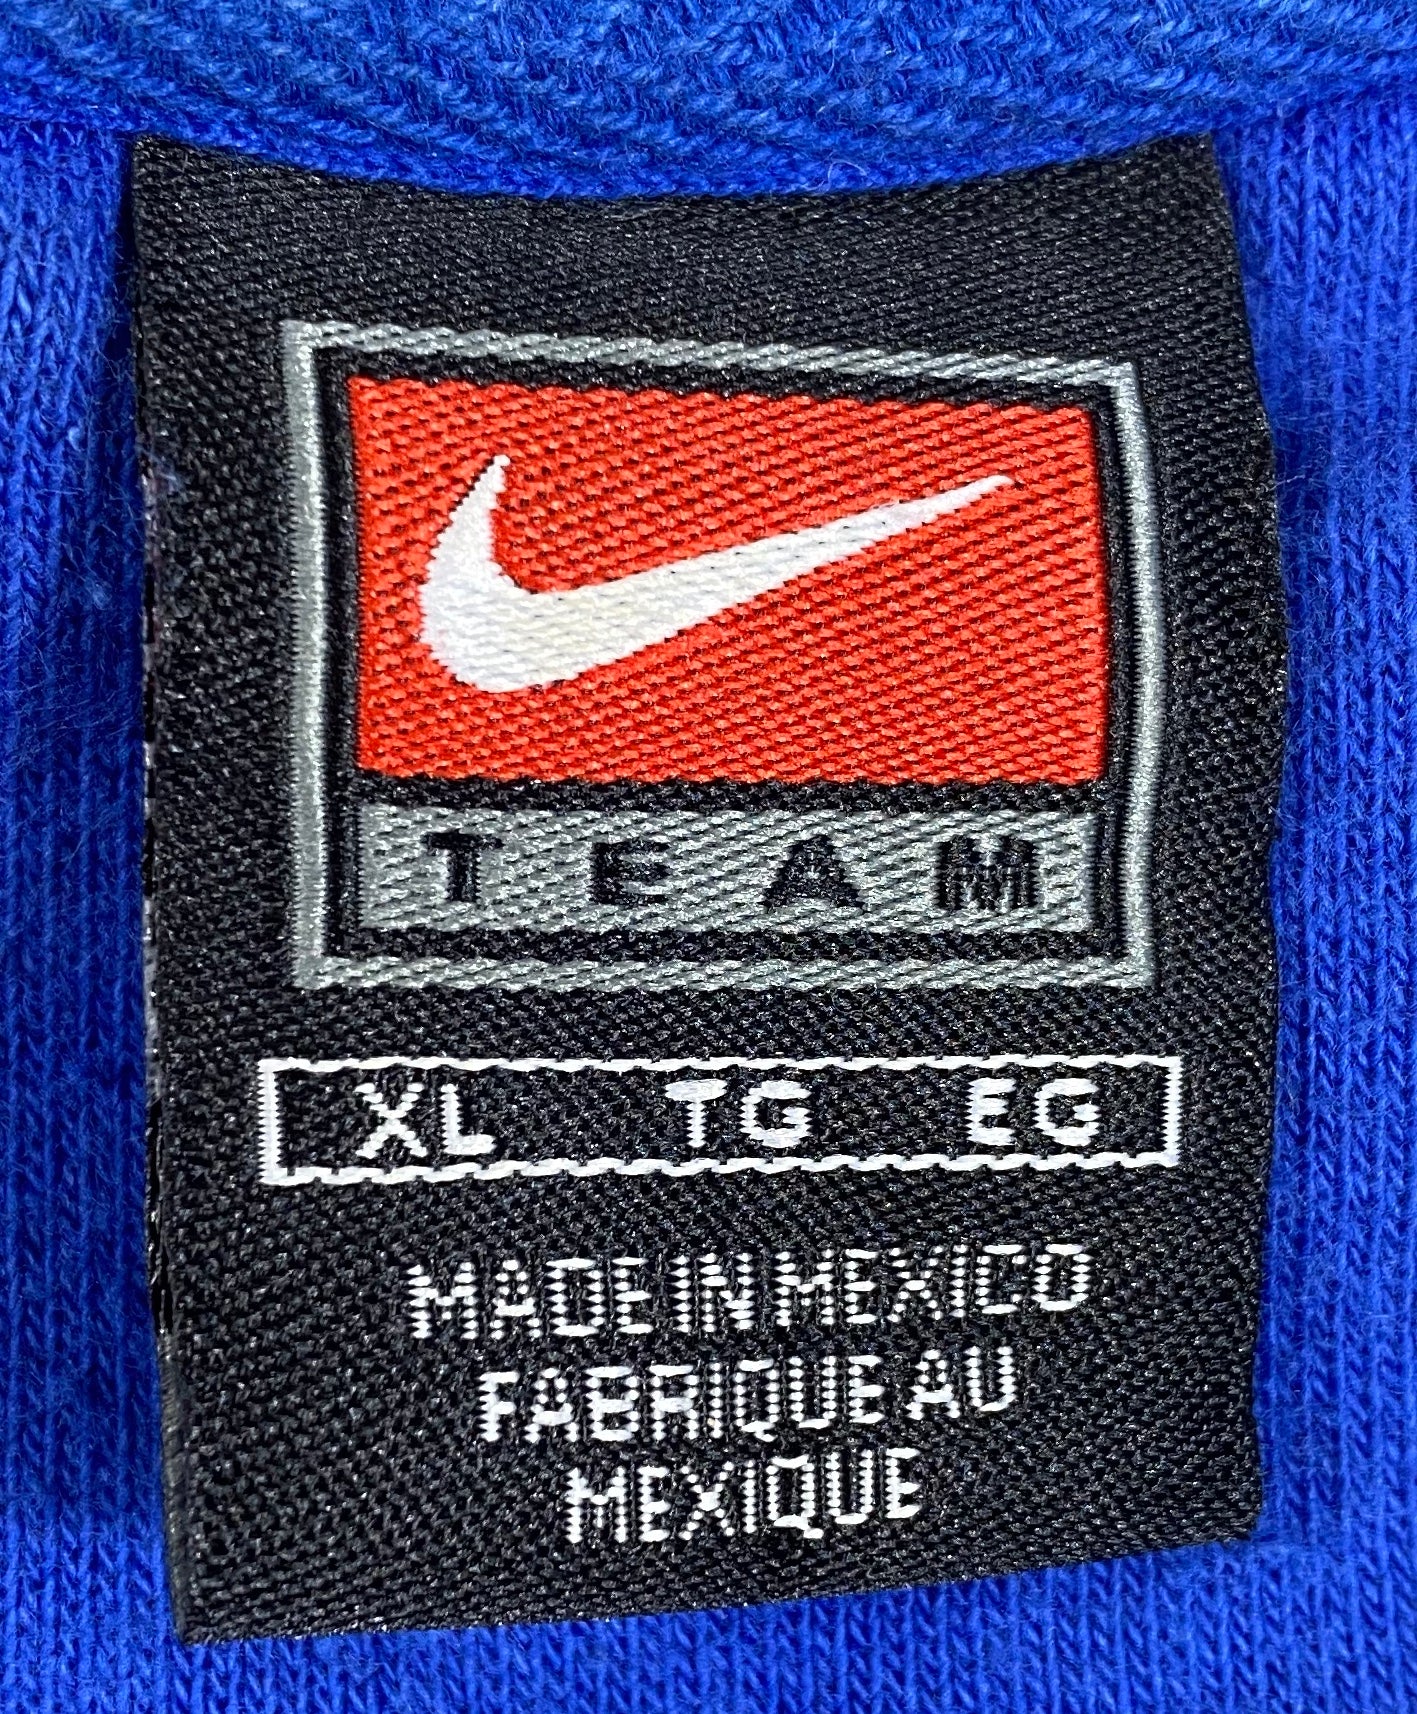 TEAM
XL TG EG
MADE IN MEXICO
FABRIQUE AU
MEXIQUE